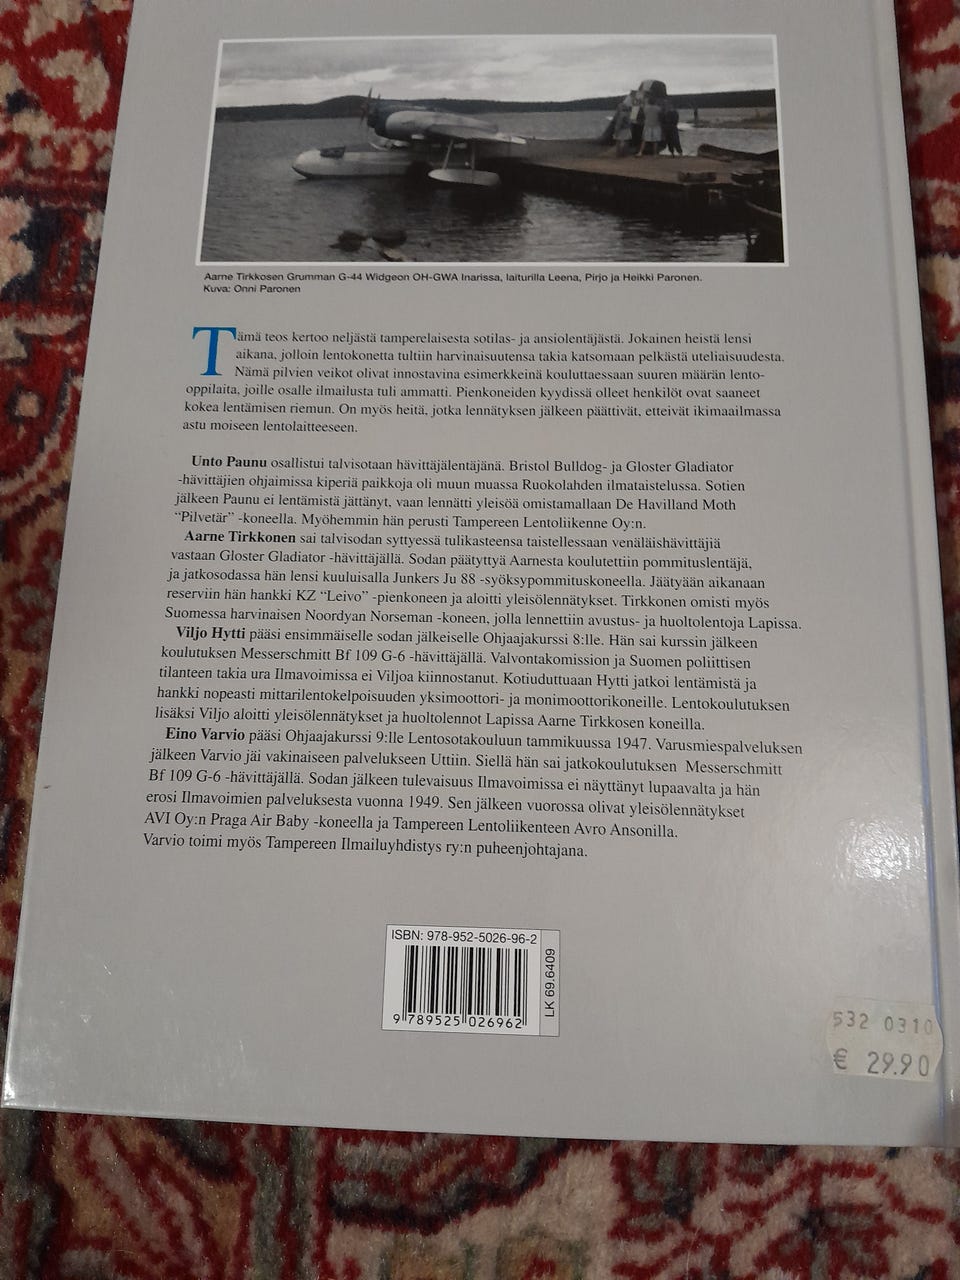 Aarne Tirkkosen Grumman G-44 Widgeon OH-GWA Inarissa, laiturilla Leena, Pirjo ja Heikki Paronen.
Kuva: Onni Paronen
Tämä teos kertoo neljästä tamperelaisesta sotilas- ja ansiolentäjästä. Jokainen heistä lensi
aikana, jolloin lentokonetta tultiin harvinaisuutensa takia katsomaan pelkästä uteliaisuudesta.
Nämä pilvien veikot olivat innostavina esimerkkeinä kouluttaessaan suuren määrän lento-
oppilaita, joille osalle ilmailusta tuli ammatti. Pienkoneiden kyydissä olleet henkilöt ovat saaneet
kokea lentämisen riemun. On myös heitä, jotka lennätyksen jälkeen päättivät, etteivät ikimaailmassa
astu moiseen lentolaitteeseen.
Unto Paunu osallistui talvisotaan hävittäjälentäjänä. Bristol Bulldog- ja Gloster Gladiator
-hävittäjien ohjaimissa kiperiä paikkoja oli muun muassa Ruokolahden ilmataistelussa. Sotien
jälkeen Paunu ei lentämistä jättänyt, vaan lennätti yleisöä omistamallaan De Havilland Moth
“Pilvetär” -koneella. Myöhemmin hän perusti Tampereen Lentoliikenne Oy:n.
Aarne Tirkkonen sai talvisodan syttyessä tulikasteensa taistellessaan venäläishävittäjiä
vastaan Gloster Gladiator -hävittäjällä. Sodan päätyttyä Aarnesta koulutettiin pommituslentäjä,
ja jatkosodassa hän lensi kuuluisalla Junkers Ju 88 -syöksypommituskoneella. Jäätyään aikanaan
reserviin hän hankki KZ “Leivo” -pienkoneen ja aloitti yleisölennätykset. Tirkkonen omisti myös
Suomessa harvinaisen Noordyan Norseman -koneen, jolla lennettiin avustus- ja huoltolentoja Lapissa.
Viljo Hytti pääsi ensimmäiselle sodan jälkeiselle Ohjaajakurssi 8:lle. Hän sai kurssin jälkeen
koulutuksen Messerschmitt Bf 109 G-6 -hävittäjällä. Valvontakomission ja Suomen poliittisen
tilanteen takia ura Ilmavoimissa ei Viljoa kiinnostanut. Kotiuduttuaan Hytti jatkoi lentämistä ja
hankki nopeasti mittarilentokelpoisuuden yksimoottori- ja monimoottorikoneille. Lentokoulutuksen
lisäksi Viljo aloitti yleisölennätykset ja huoltolennot Lapissa Aarne Tirkkosen koneilla.
Eino Varvio pääsi Ohjaajakurssi 9:lle Lentosotakouluun tammikuussa 1947. Varusmiespalveluksen
jälkeen Varvio jäi vakinaiseen palvelukseen Uttiin. Siellä hän sai jatkokoulutuksen Messerschmitt
Bf 109 G-6 -hävittäjällä. Sodan jälkeen tulevaisuus Ilmavoimissa ei näyttänyt lupaavalta ja hän
erosi Ilmavoimien palveluksesta vuonna 1949. Sen jälkeen vuorossa olivat yleisölennätykset
AVI Oy:n Praga Air Baby -koneella ja Tampereen Lentoliikenteen Avro Ansonilla.
Varvio toimi myös Tampereen Ilmailuyhdistys ry:n puheenjohtajana.
ISBN: 978-952-5026-96-2
LK 69.6409
9 789525 026962
532 0310
€ 29.90